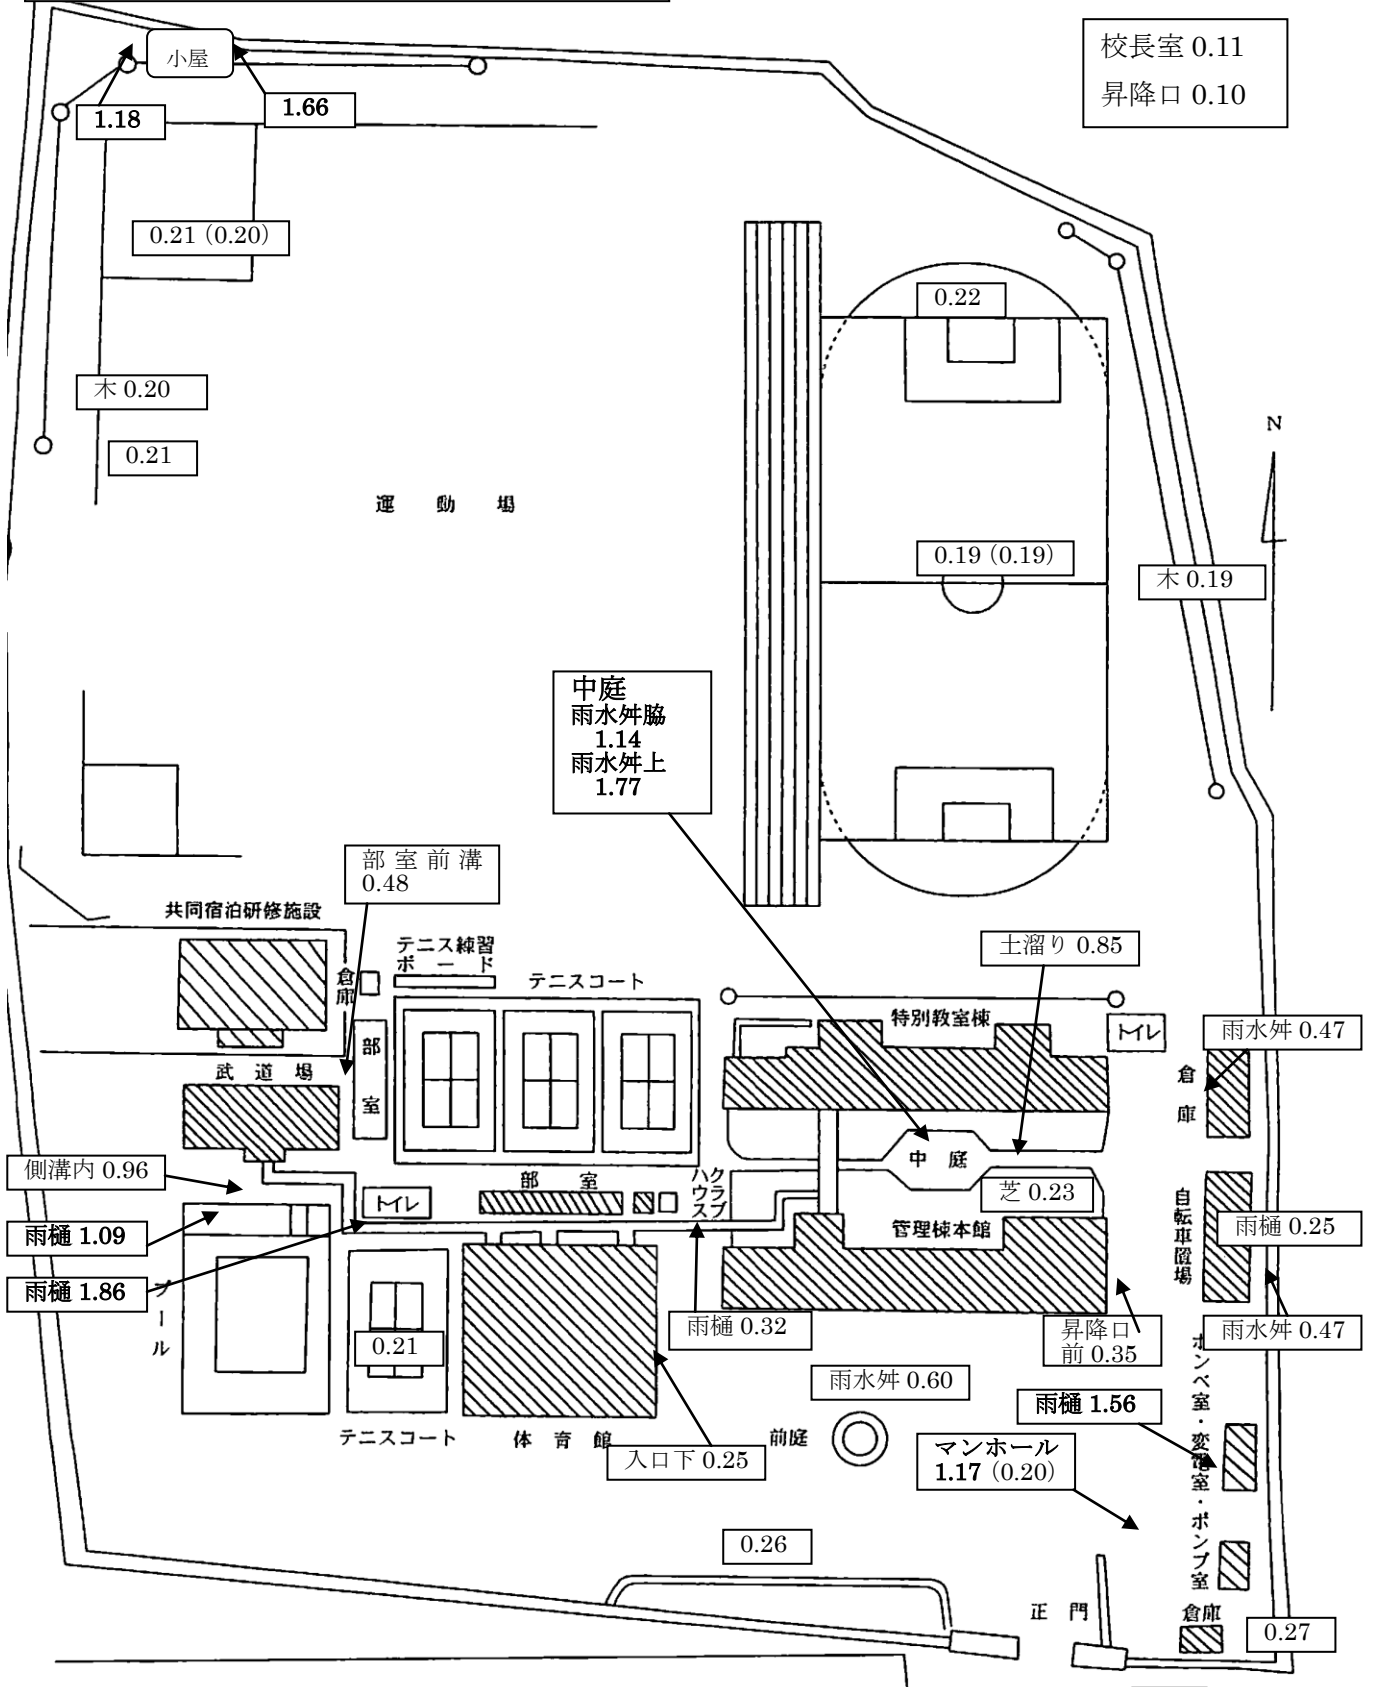 校長室 0.11
昇降口 0.10
小屋
1.18
1.66
0.21 (0.20)
0.22
木 0.20
0.21
N
運動場
0.19 (0.19)
木 0.19
中庭
雨水舛脇
1.14
雨水舛上
1.77
部室前溝
0.48
共同宿泊研修施設
倉庫
テニス練習
ボード
テニスコート
土溜り 0.85
特別教室棟
トイレ
雨水舛 0.47
倉庫
武道場
部室
中庭
側溝内 0.96
トイレ
部室
クラブ
ハウス
芝 0.23
自転車置場
雨樋 1.09
管理棟本館
雨樋 0.25
雨樋 1.86
プール
0.21
雨樋 0.32
昇降口
前 0.35
雨水舛 0.47
雨水舛 0.60
ボンベ室・変電室・ポンプ室
雨樋 1.56
テニスコート
体育館
入口下 0.25
前庭
マンホール
1.17 (0.20)
0.26
正門
倉庫
0.27